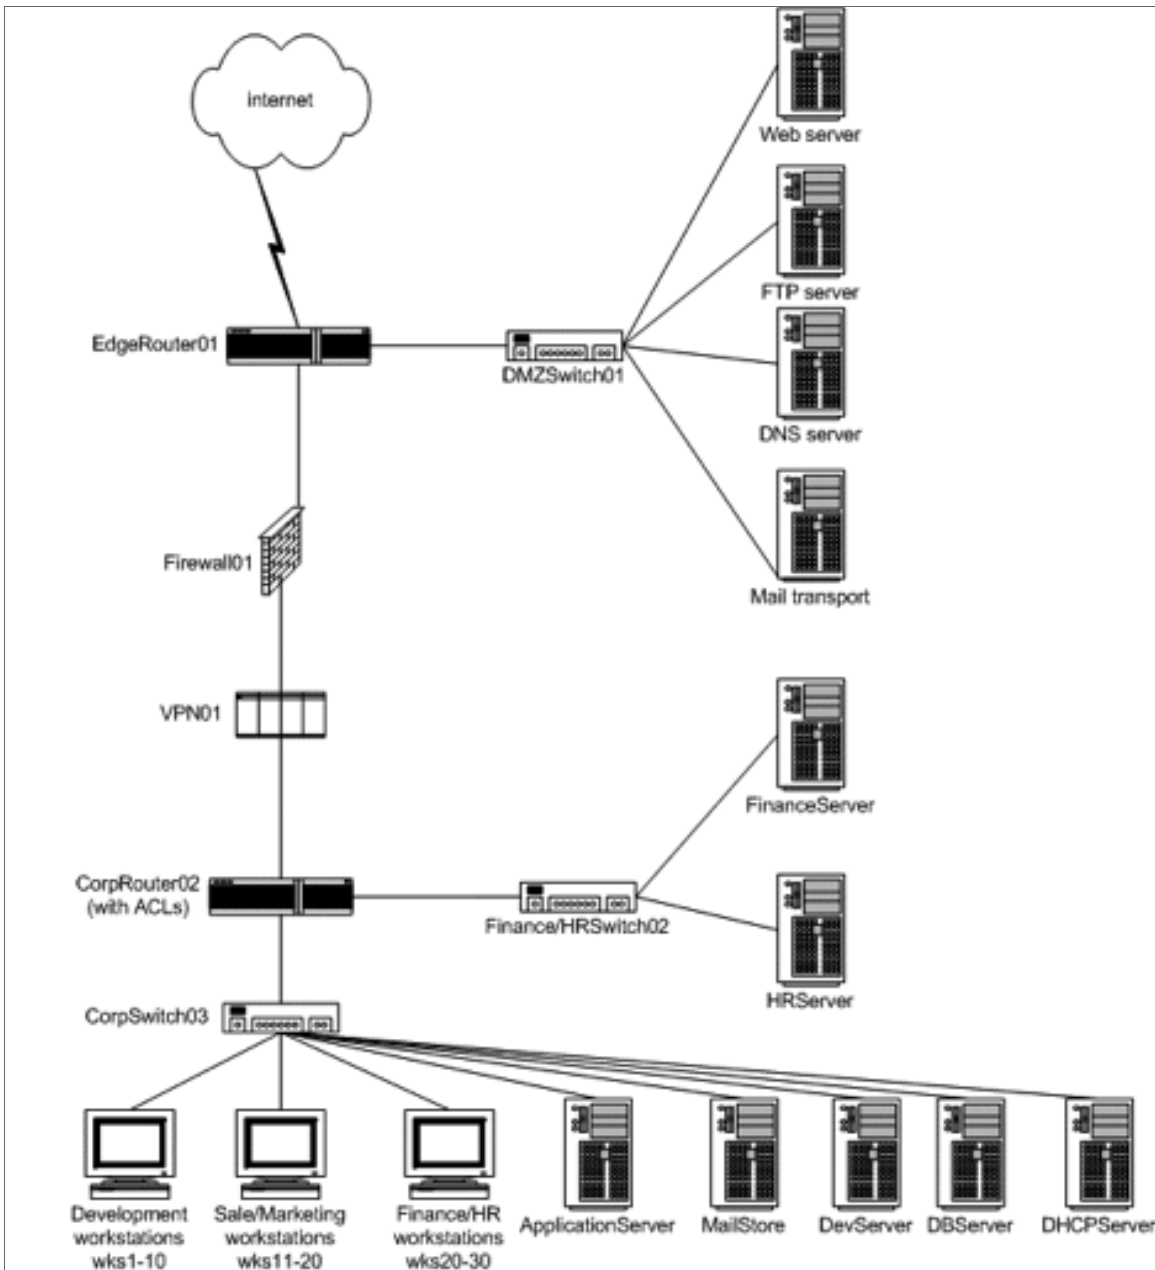 internet
Web server
FTP server
EdgeRouter01
DMZSwitch01
DNS server
Firewall01
Mail transport
VPN01
FinanceServer
CorpRouter02
(with ACLs)
Finance/HRSwitch02
HRServer
CorpSwitch03
Development
workstations
wks1-10
Sale/Marketing
workstations
wks11-20
Finance/HR
workstations
wks20-30
ApplicationServer
MailStore
DevServer
DBServer
DHCPServer